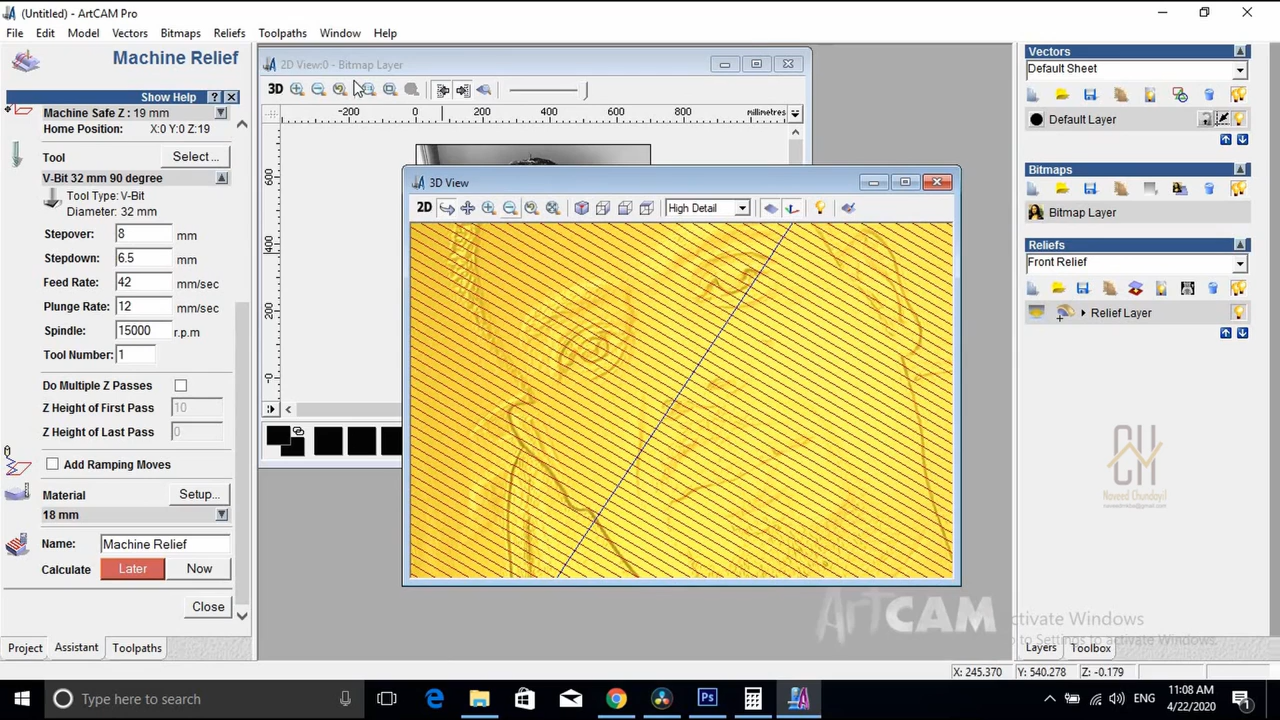 (Untitled) - ArtCAM Pro
File Edit Model Vectors Bitmaps Reliefs Toolpaths Window Help
Machine Relief
Show Help ?
Machine Safe Z : 19 mm
Home Position: X:0 Y:0 Z:19
Tool Select ...
V-Bit 32 mm 90 degree
Tool Type: V-Bit
Diameter: 32 mm
Stepover: 8 mm
Stepdown: 6.5 mm
Feed Rate: 42 mm/sec
Plunge Rate: 12 mm/sec
Spindle: 15000 r.p.m
Tool Number: 1
Do Multiple Z Passes
Z Height of First Pass 10
Z Height of Last Pass 0
Add Ramping Moves
Material Setup...
18 mm
Name: Machine Relief
Calculate Later Now
Close
Project Assistant Toolpaths
2D View:0 - Bitmap Layer
3D
-200 0 200 400 600 800 millimetres
600
400
200
-0
3D View
2D High Detail
Vectors
Default Sheet
Default Layer
Bitmaps
Bitmap Layer
Reliefs
Front Relief
Relief Layer
Naveed Chundayil
ArtCAM
Activate Windows
Go to Settings to activate Windows.
Layers Toolbox
X: 245.370 Y: 540.278 Z: -0.179
Type here to search
Ps
ENG
11:08 AM
4/22/2020